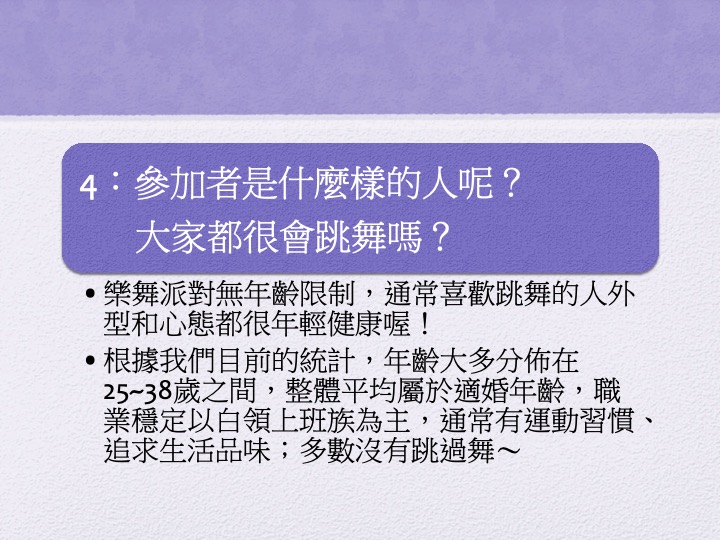 4：參加者是什麼樣的人呢？
大家都很會跳舞嗎？
•樂舞派對無年齡限制，通常喜歡跳舞的人外
型和心態都很年輕健康喔！
•根據我們目前的統計，年齡大多分佈在
25~38歲之間，整體平均屬於適婚年齡，職
業穩定以白領上班族為主，通常有運動習慣、
追求生活品味；多數沒有跳過舞～